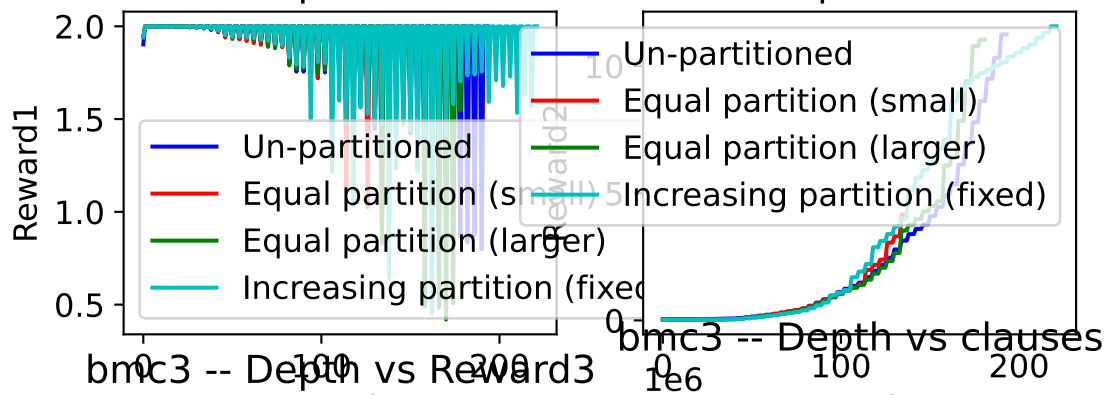 2.0
1.5
1.0
0.5
Reward1
Un-partitioned
Equal partition (small)
Equal partition (larger)
Increasing partition (fixed
0
100
200
bmc3 -- Depth vs Reward3
10
5
0
Reward2
Un-partitioned
Equal partition (small)
Equal partition (larger)
Increasing partition (fixed)
0
100
200
bmc3 -- Depth vs clauses
1e6